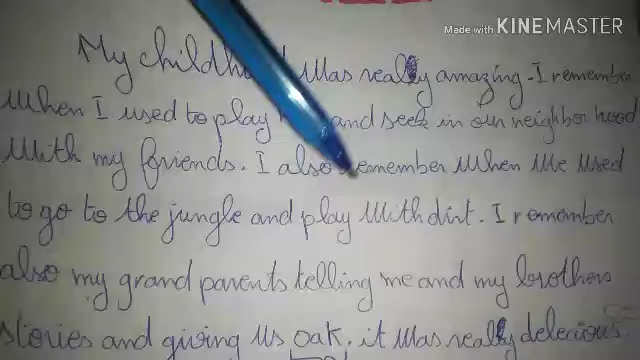 Made with KINEMASTER
My childh was really amazing. I remember
when I used to play and seek in our neighbor hood
with my friends. I also remember when we used
to go to the jungle and play with dirt. I remember
also my grand parents telling me and my brothers
stories and giving us oak, it was really delecious.